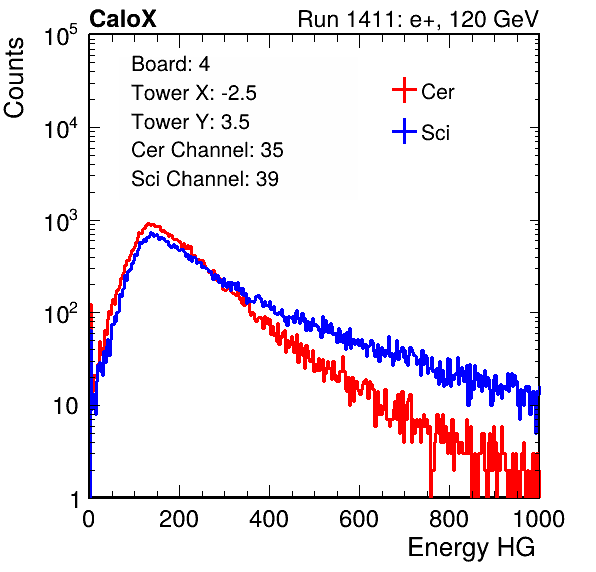 CaloX Run 1411: e+, 120 GeV
Counts
Board: 4
Tower X: -2.5
Tower Y: 3.5
Cer Channel: 35
Sci Channel: 39
Cer
Sci
10^5
10^4
10^3
10^2
10
1
0 200 400 600 800 1000
Energy HG